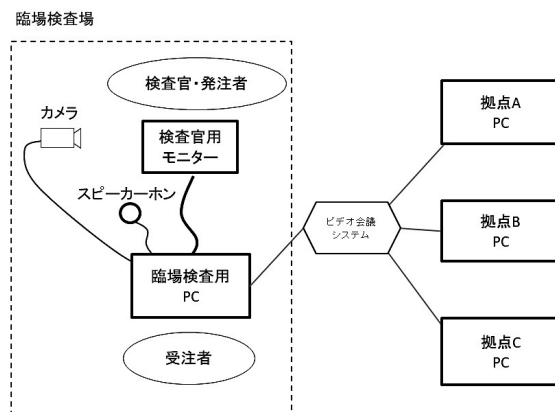 臨場検査場
検査官・発注者
カメラ
検査官用
モニター
スピーカーホン
臨場検査用
PC
受注者
ビデオ会議
システム
拠点A
PC
拠点B
PC
拠点C
PC